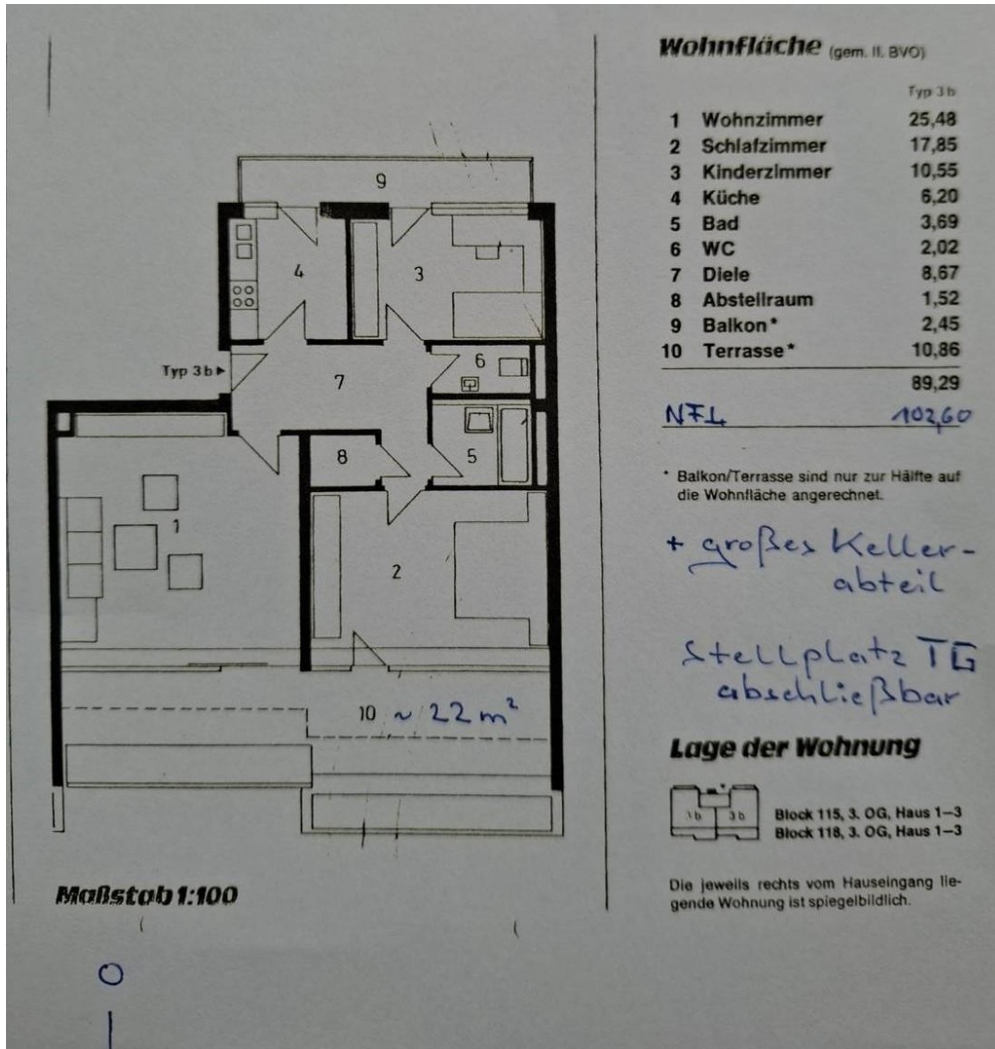 Wohnfläche (gem. II. BVO)
Typ 3b
1 Wohnzimmer 25,48
2 Schlafzimmer 17,85
3 Kinderzimmer 10,55
4 Küche 6,20
5 Bad 3,69
6 WC 2,02
7 Diele 8,67
8 Abstellraum 1,52
9 Balkon* 2,45
10 Terrasse* 10,86
89,29
NFL 102,60
* Balkon/Terrasse sind nur zur Hälfte auf
die Wohnfläche angerechnet.
+ großes Keller-
abteil
Stellplatz TG
abschließbar
Lage der Wohnung
3b 3b
Block 115, 3. OG, Haus 1–3
Block 118, 3. OG, Haus 1–3
Die jeweils rechts vom Hauseingang lie-
gende Wohnung ist spiegelbildlich.
9
4
3
Typ 3b
7
6
8
5
1
2
10 ~ 22 m²
Maßstab 1:100